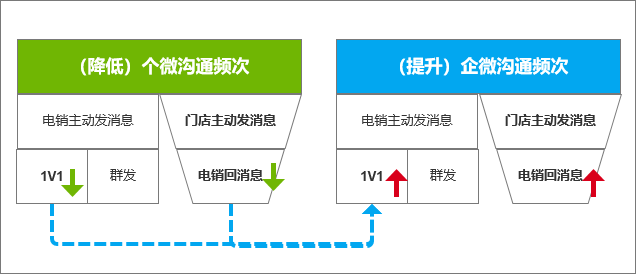 （降低）个微沟通频次
电销主动发消息
门店主动发消息
1V1
群发
电销回消息
（提升）企微沟通频次
电销主动发消息
门店主动发消息
1V1
群发
电销回消息